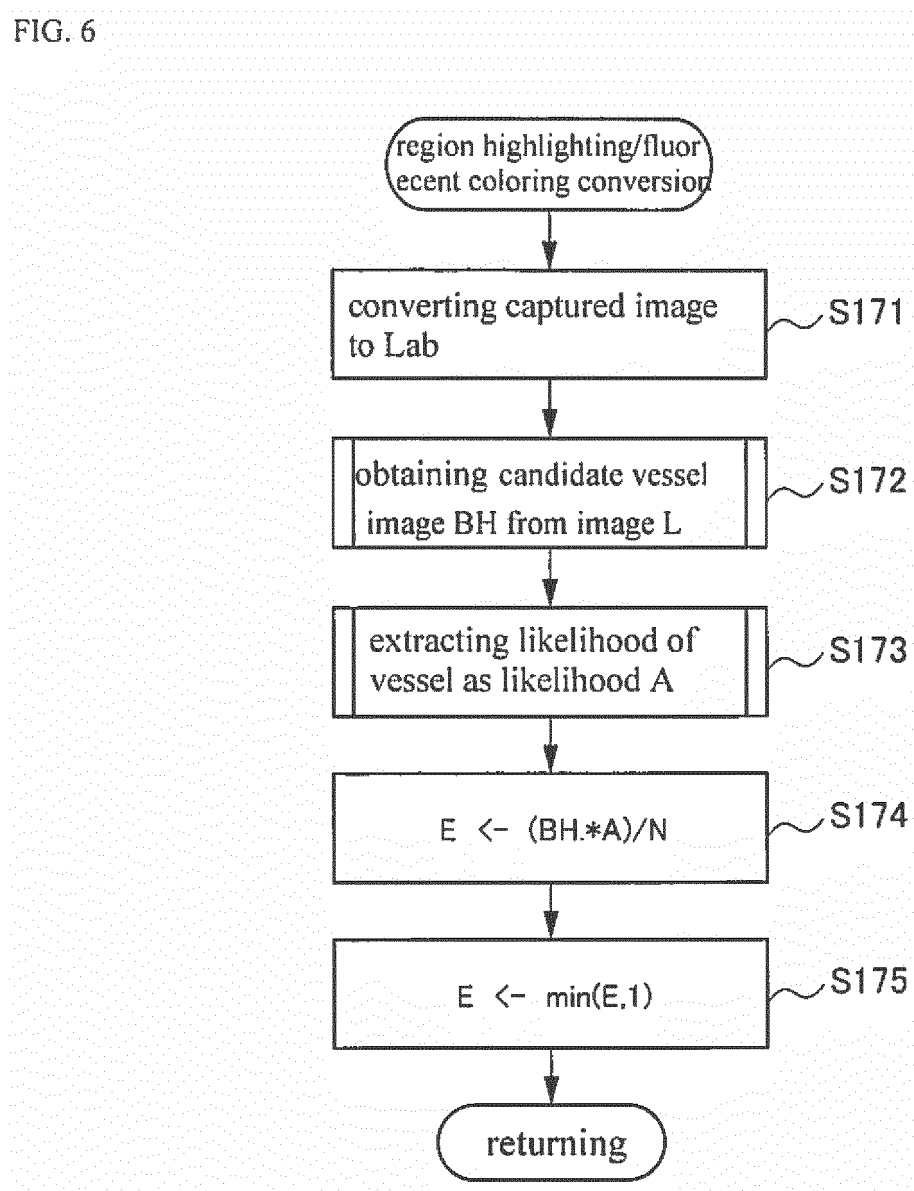 FIG. 6
region highlighting/fluor
ecent coloring conversion
converting captured image
to Lab
S171
obtaining candidate vessel
image BH from image L
S172
extracting likelihood of
vessel as likelihood A
S173
E <- (BH.*A)/N
S174
E <- min(E,1)
S175
returning